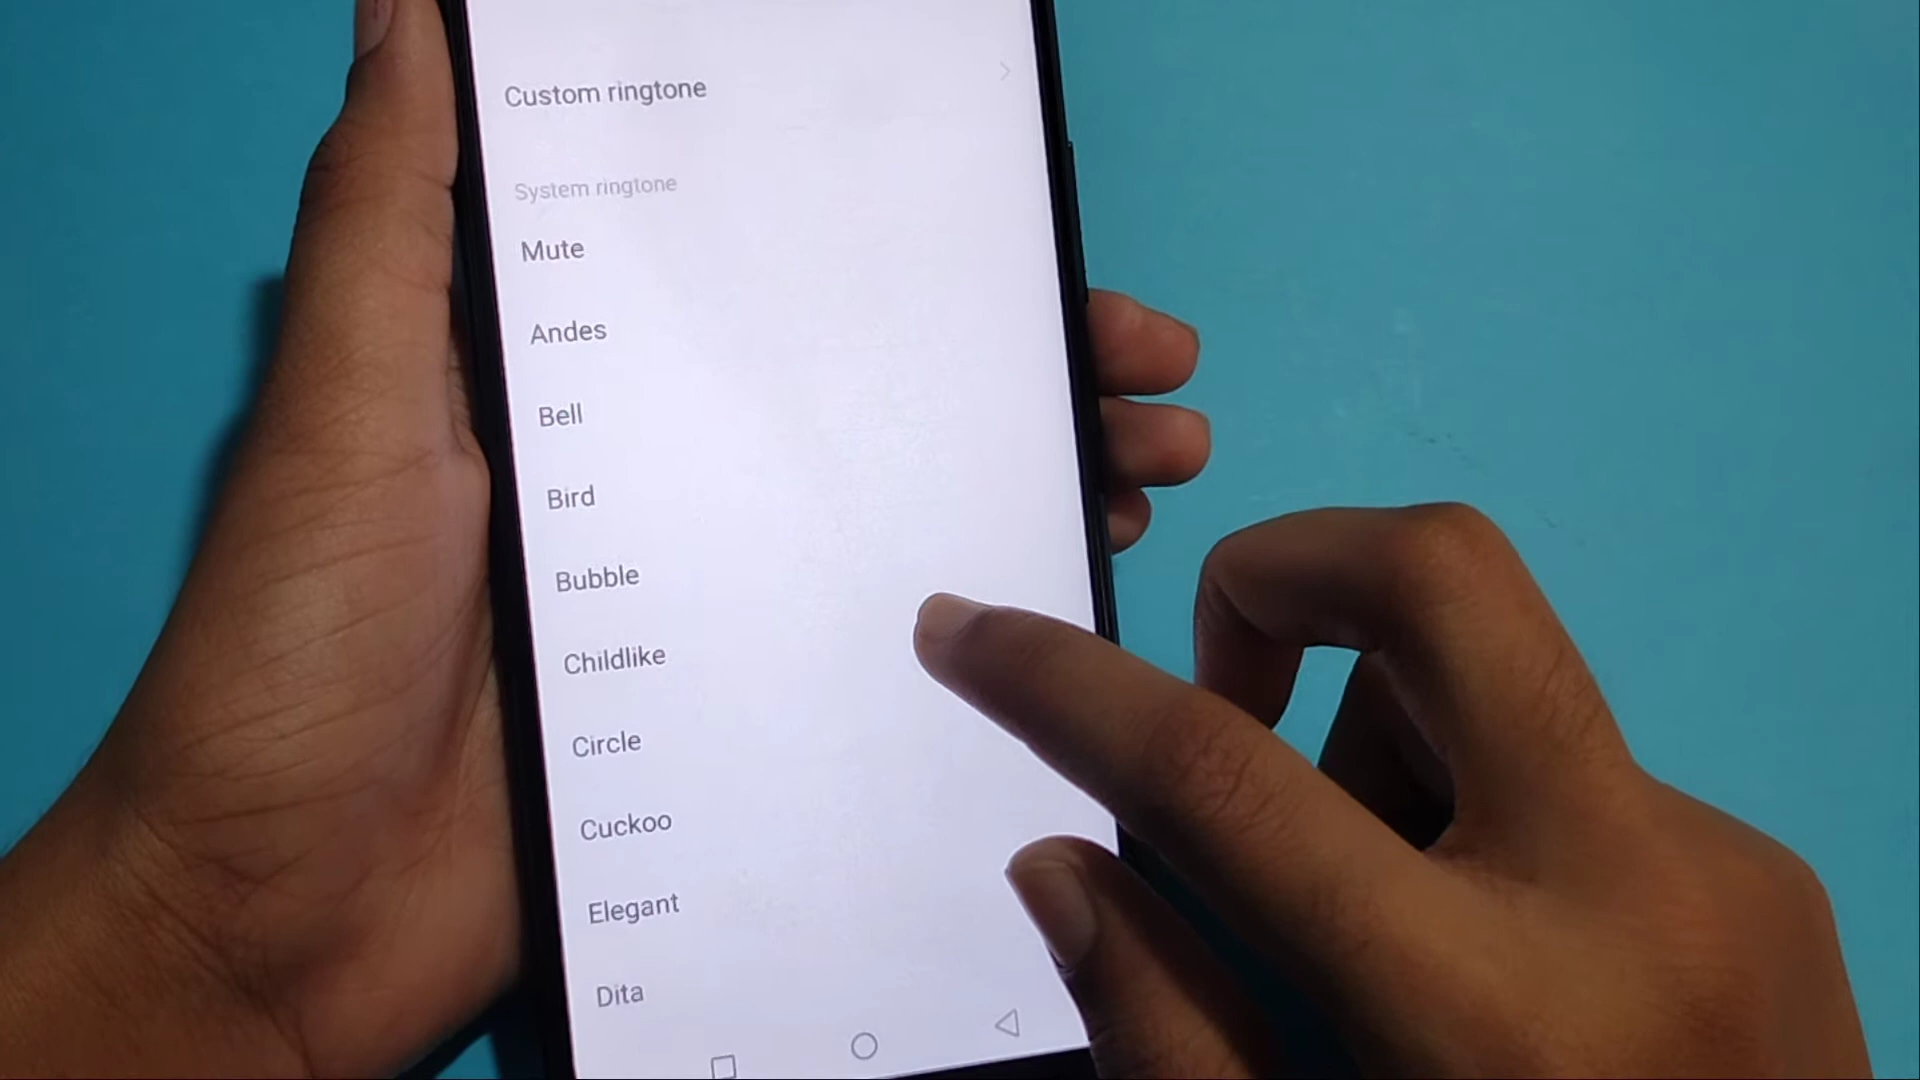 Custom ringtone
System ringtone
Mute
Andes
Bell
Bird
Bubble
Childlike
Circle
Cuckoo
Elegant
Dita